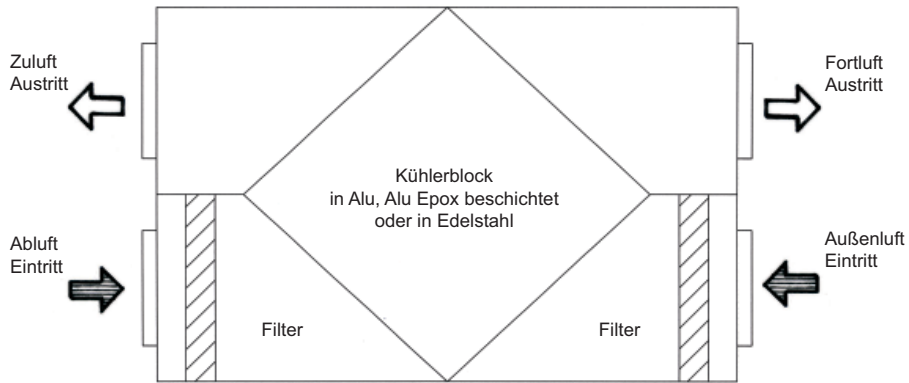 Zuluft
Austritt
Fortluft
Austritt
Kühlerblock
in Alu, Alu Epox beschichtet
oder in Edelstahl
Abluft
Eintritt
Außenluft
Eintritt
Filter
Filter